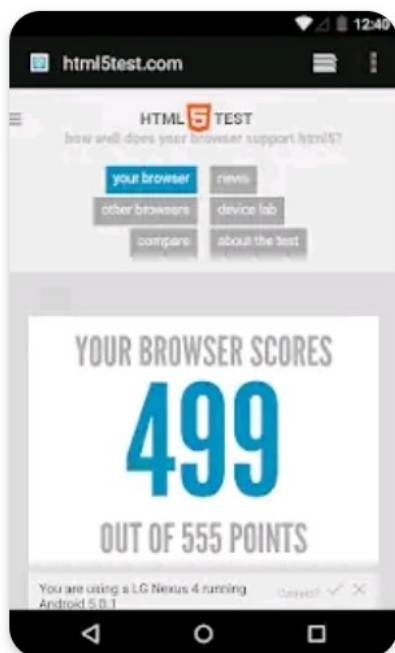 12:40
html5test.com
HTML 5 TEST
how well does your browser support html5?
your browser news
other browsers device lab
compare about the test
YOUR BROWSER SCORES
499
OUT OF 555 POINTS
You are using a LG Nexus 4 running Correct?
Android 5.0.1